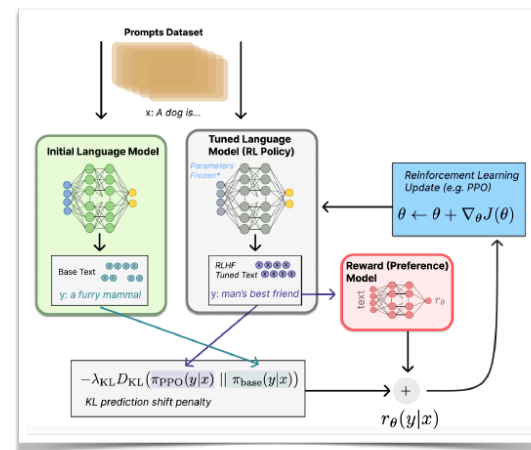 Prompts Dataset
x: A dog is...
Initial Language Model
Tuned Language
Model (RL Policy)
Parameters
Frozen*
Reinforcement Learning
Update (e.g. PPO)
θ ← θ + ∇θJ(θ)
Base Text
y: a furry mammal
RLHF
Tuned Text
y: man's best friend
Reward (Preference)
Model
text
rθ
−λKL DKL(πPPO(y|x) || πbase(y|x))
KL prediction shift penalty
+
rθ(y|x)